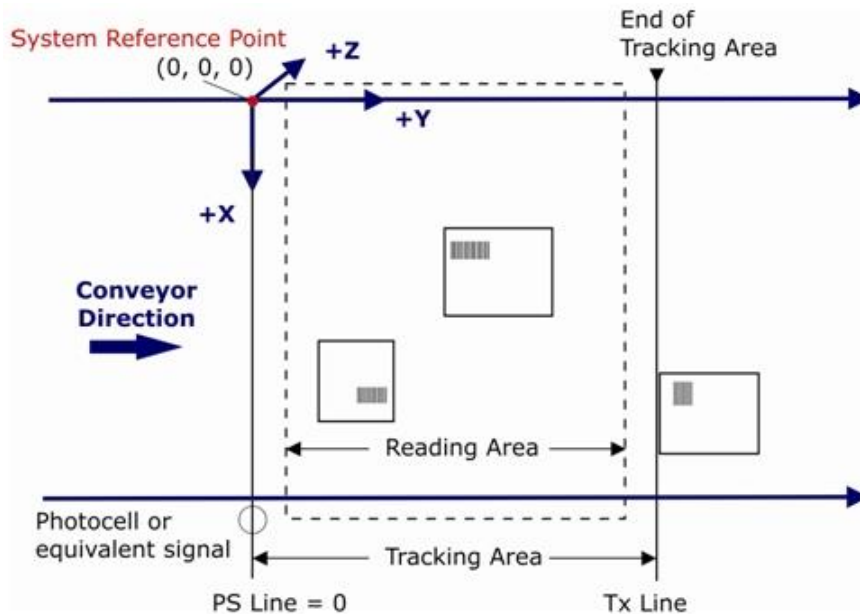 End of
Tracking Area
System Reference Point
(0, 0, 0)
+Z
+Y
+X
Conveyor
Direction
Reading Area
Photocell or
equivalent signal
Tracking Area
PS Line = 0
Tx Line